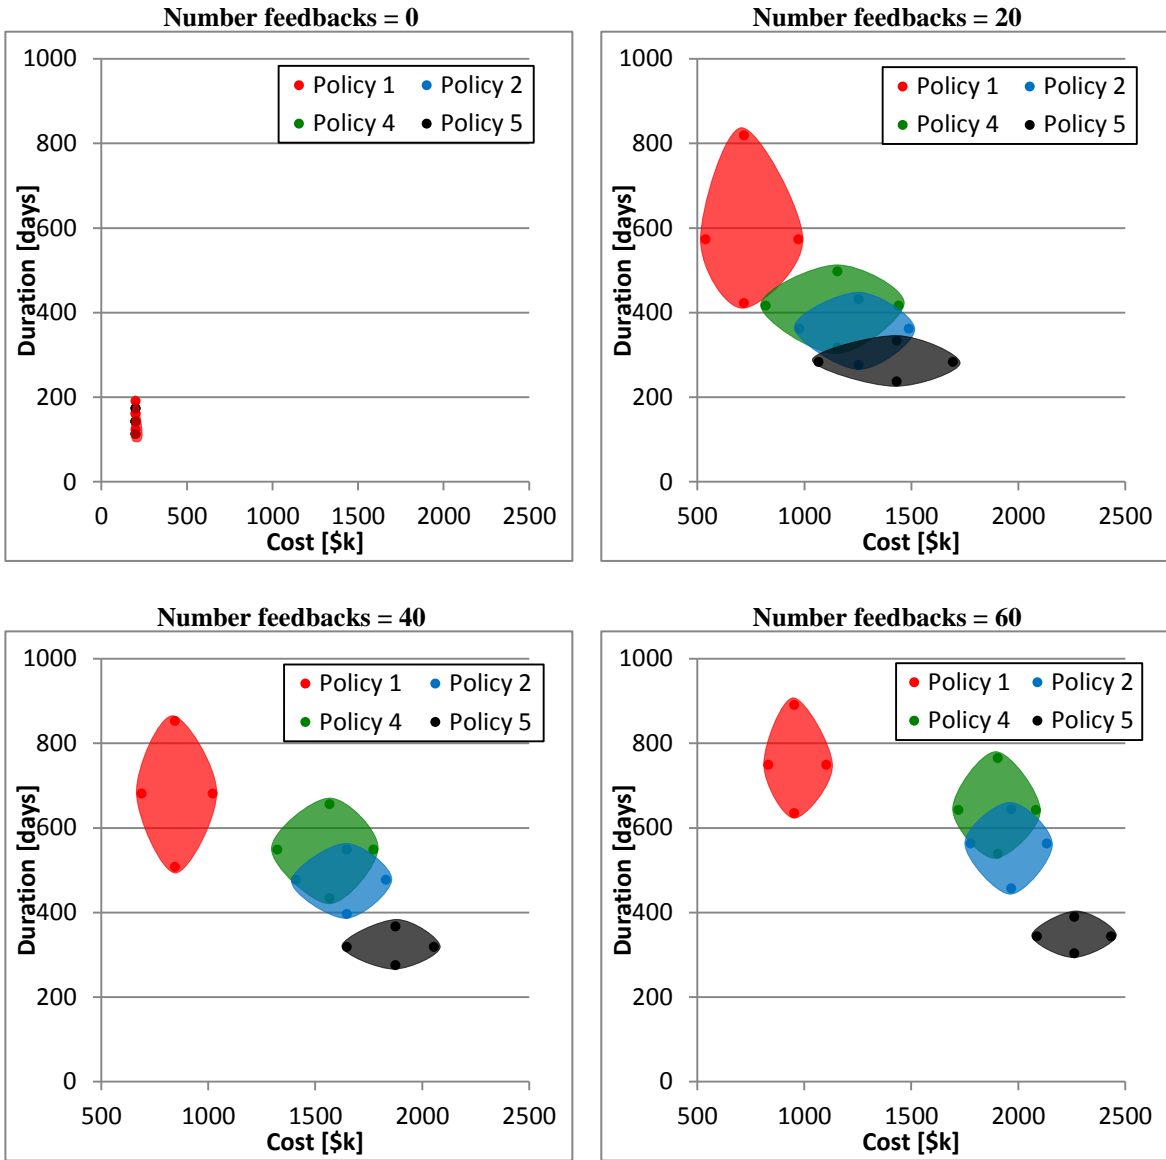 Number feedbacks = 0
1000
800
600
400
200
0
Duration [days]
Policy 1 Policy 2
Policy 4 Policy 5
0 500 1000 1500 2000 2500
Cost [$k]
Number feedbacks = 20
1000
800
600
400
200
0
Duration [days]
Policy 1 Policy 2
Policy 4 Policy 5
500 1000 1500 2000 2500
Cost [$k]
Number feedbacks = 40
1000
800
600
400
200
0
Duration [days]
Policy 1 Policy 2
Policy 4 Policy 5
500 1000 1500 2000 2500
Cost [$k]
Number feedbacks = 60
1000
800
600
400
200
0
Duration [days]
Policy 1 Policy 2
Policy 4 Policy 5
500 1000 1500 2000 2500
Cost [$k]